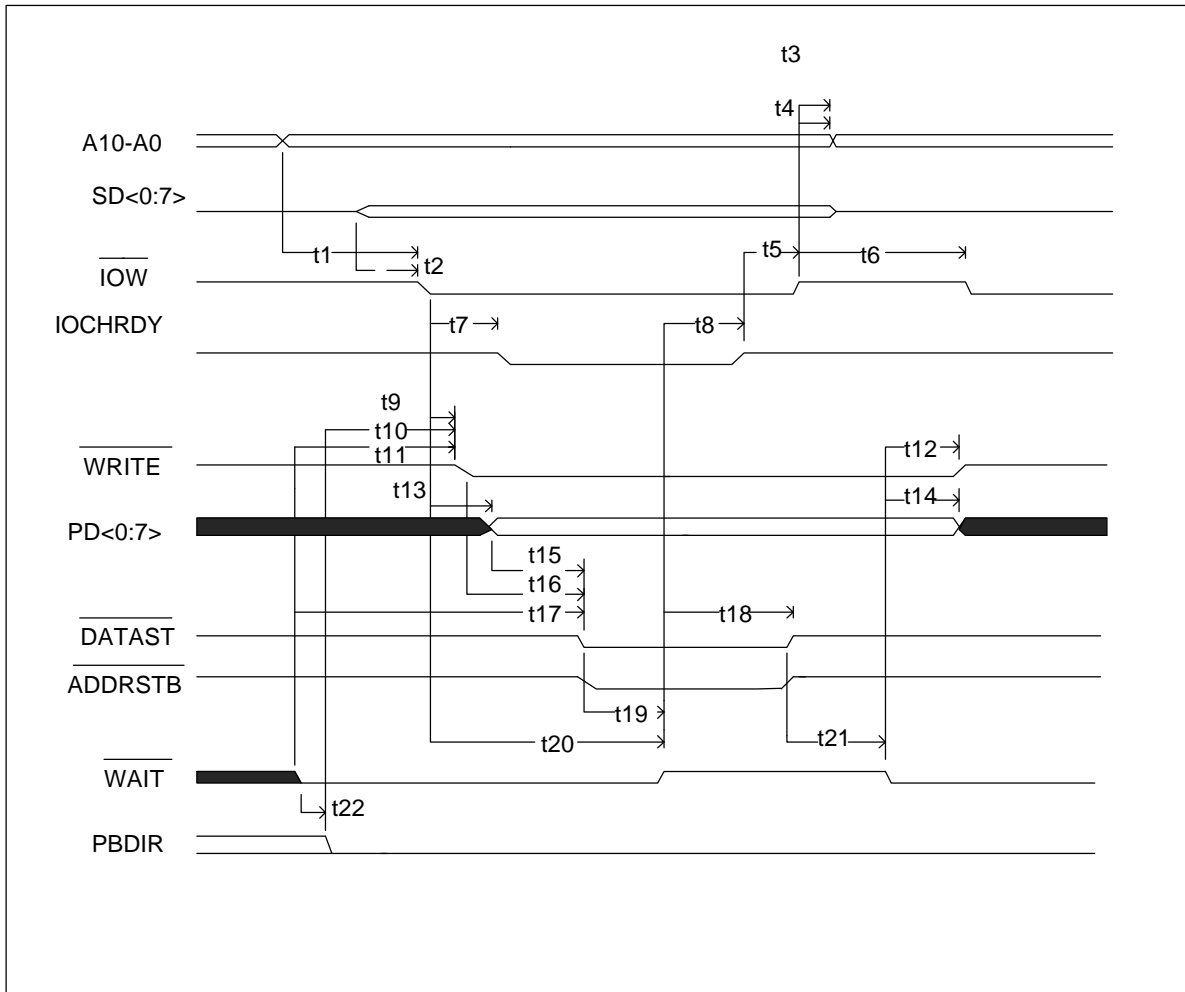 t3
t4
A10-A0
SD<0:7>
t1
t2
t5
t6
IOW
IOCHRDY
t7
t8
t9
t10
t11
t12
WRITE
t13
t14
PD<0:7>
t15
t16
t17
t18
DATAST
ADDRSTB
t19
t20
t21
WAIT
t22
PBDIR